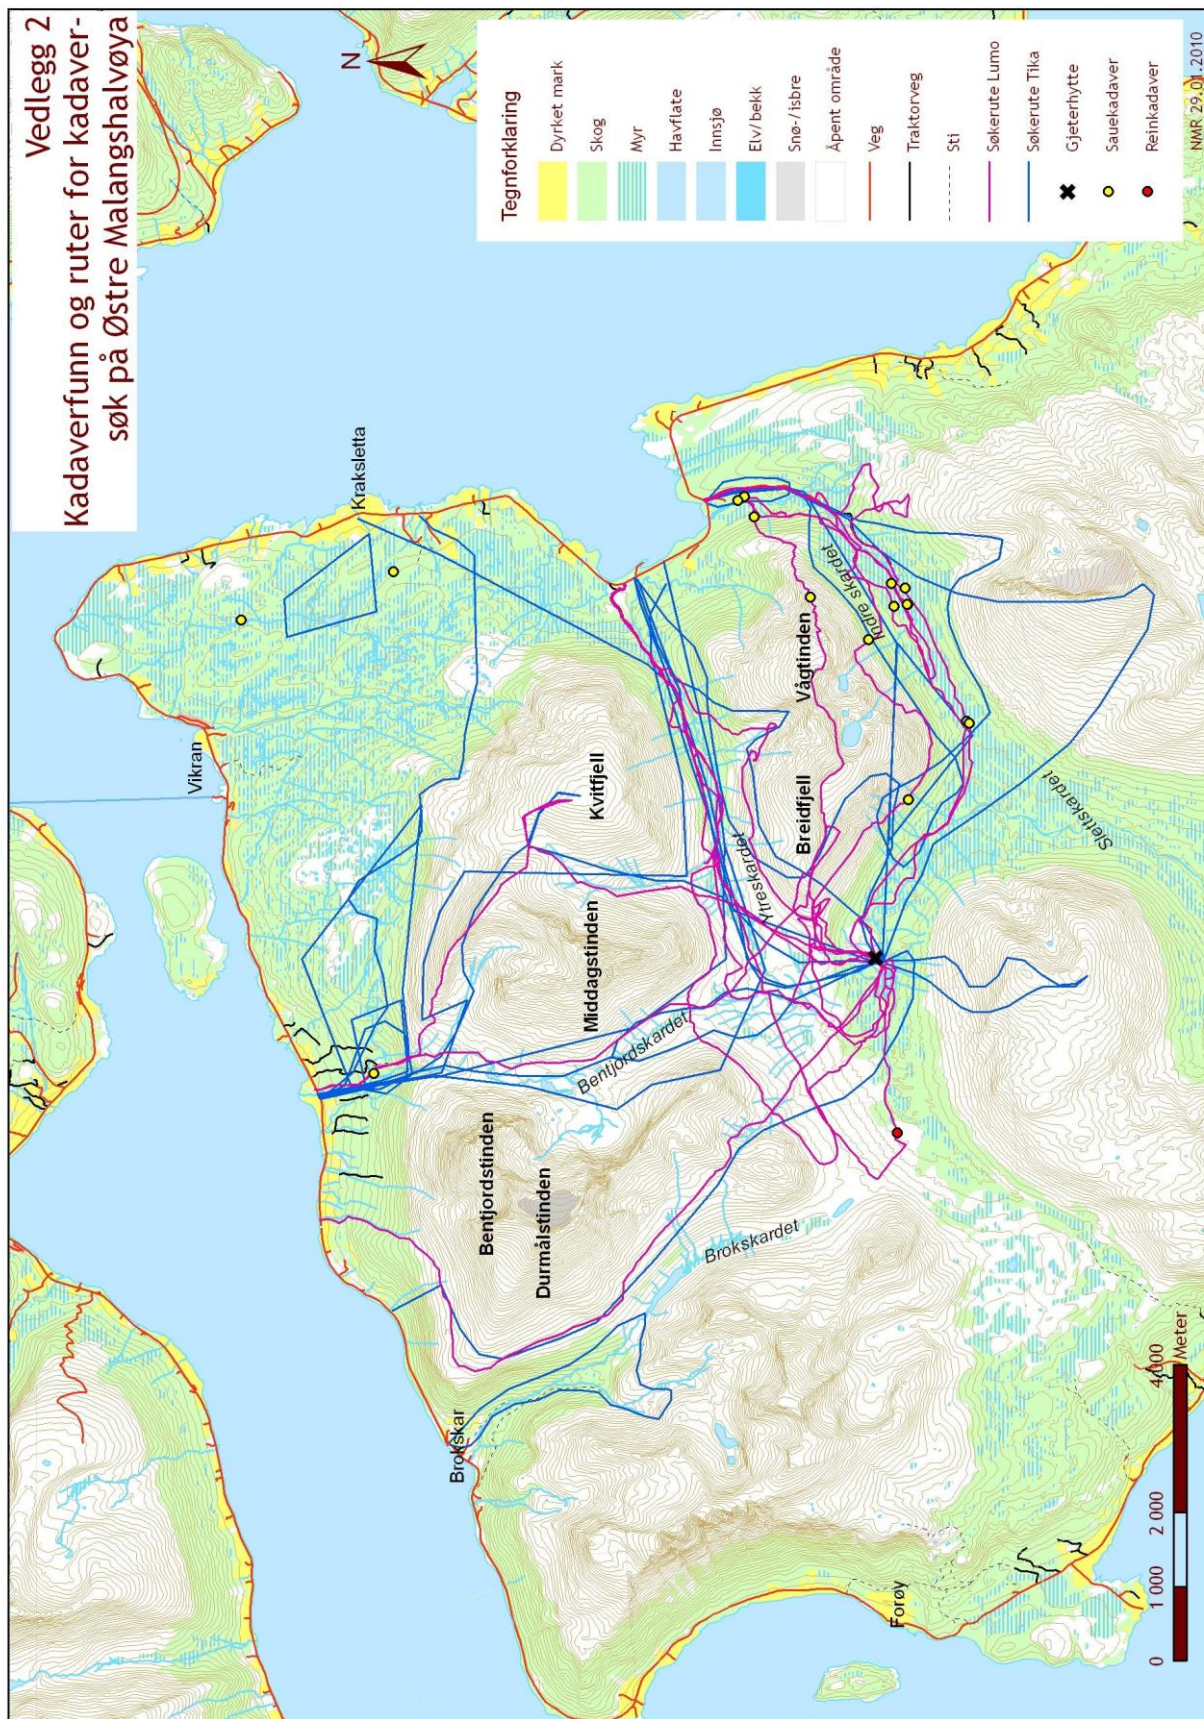 Vedlegg 2
Kadaverfunn og ruter for kadaver-
søk på Østre Malangshalvøya
N
Tegnforklaring
Dyrket mark
Skog
Myr
Havflate
Innsjø
Elv/ bekk
Snø-/isbre
Åpent område
Veg
Traktorveg
Sti
Søkerute Lumo
Søkerute Tika
Gjeterhytte
Sauekadaver
Reinkadaver
NMR 29.01.2010
Vikran
Kraksletta
Kvitfjell
Middagstinden
Bentjordstinden
Durmålstinden
Bentjordskardet
Ytreskardet
Breidfjell
Vågtinden
Indre skardet
Slettskardet
Brokskardet
Brokskar
Forøy
0 1 000 2 000 4 000
Meter